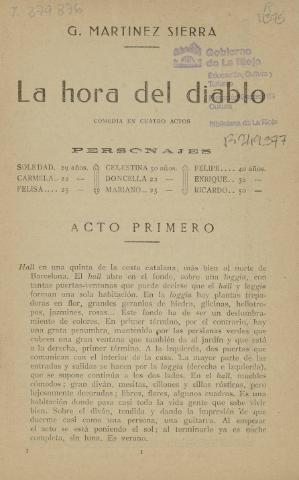 T. 379876
G. MARTINEZ SIERRA
Gobierno
de La Rioja
Educación, Cultura y
Turismo
Cultura
Biblioteca de La Rioja
La hora del diablo
COMEDIA EN CUATRO ACTOS
PERSONAJES
SOLEDAD. 29 años.
CARMELA.. 22 —
FELISA.... 25 —
CELESTINA 50 años.
DONCELLA 22 —
MARIANO.. 25 —
FELIPE.... 40 años.
ENRIQUE.. 32 —
RICARDO.. 50 —
ACTO PRIMERO
Hall en una quinta de la costa catalana, más bien al norte de
Barcelona. El hall abre en el fondo, sobre una loggia, con
tantas puertas-ventanas que puede decirse que el hall y loggia
forman una sola habitación. En la loggia hay plantas trepa-
doras en flor, grandes geranios de hiedra, glicinas, heliotro-
pos, jazmines, rosas... Este fondo ha de ser un deslumbra-
miento de colores. En primer término, por el contrario, hay
una grata penumbra, mantenida por las persianas verdes que
cubren una gran ventana que también da al jardín y que está
a la derecha, primer término. A la izquierda, dos puertas que
comunican con el interior de la casa. La mayor parte de las
entradas y salidas se hacen por la loggia (derecha e izquierda),
que se supone continúa a los dos lados. En el hall, muebles
cómodos; gran diván, mesitas, sillones y sillas rústicas, pero
lujosamente decoradas; libros, flores, algunos cuadros. Es una
habitación donde pasa casi toda la vida gente que sabe vivir
bien. Sobre el diván, tendida y dando la impresión de que
duerme casi como una persona, una guitarra. Al empezar
el acto se está poniendo el sol; al terminarlo ya es noche
completa, sin luna. Es verano.
1
1